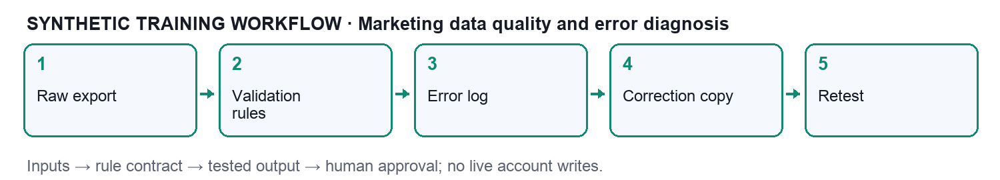 SYNTHETIC TRAINING WORKFLOW · Marketing data quality and error diagnosis
1
Raw export
2
Validation
rules
3
Error log
4
Correction copy
5
Retest
Inputs → rule contract → tested output → human approval; no live account writes.